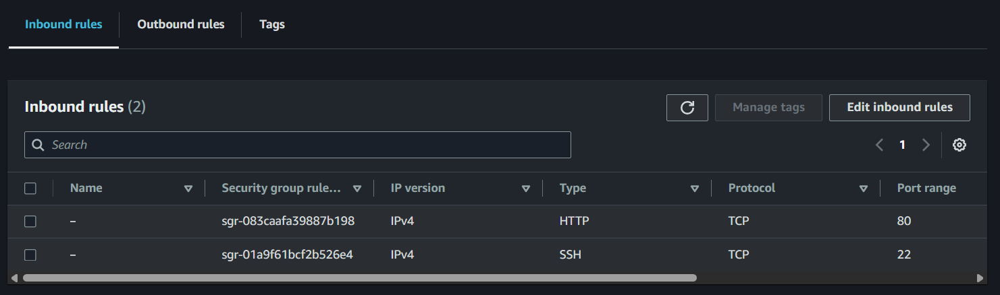 Inbound rules Outbound rules Tags
Inbound rules (2) Manage tags Edit inbound rules
Search 1
Name Security group rule... IP version Type Protocol Port range
– sgr-083caafa39887b198 IPv4 HTTP TCP 80
– sgr-01a9f61bcf2b526e4 IPv4 SSH TCP 22